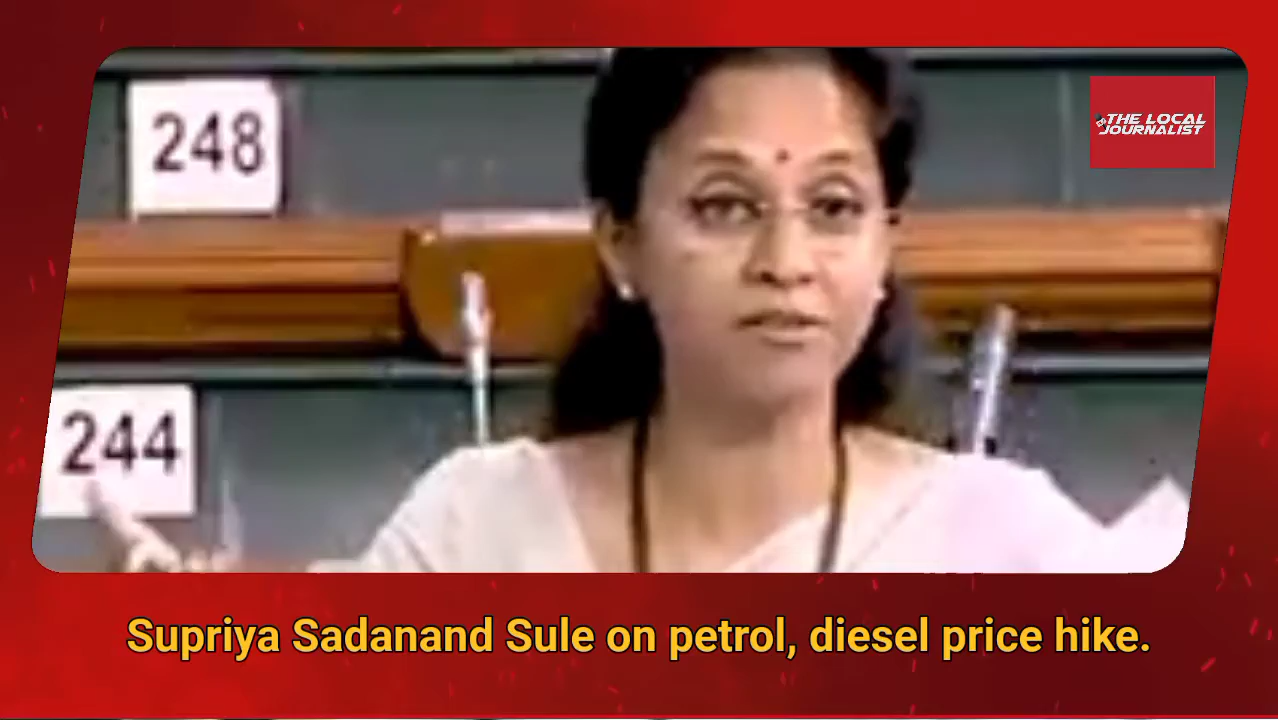 248
THE LOCAL
JOURNALIST
244
Supriya Sadanand Sule on petrol, diesel price hike.